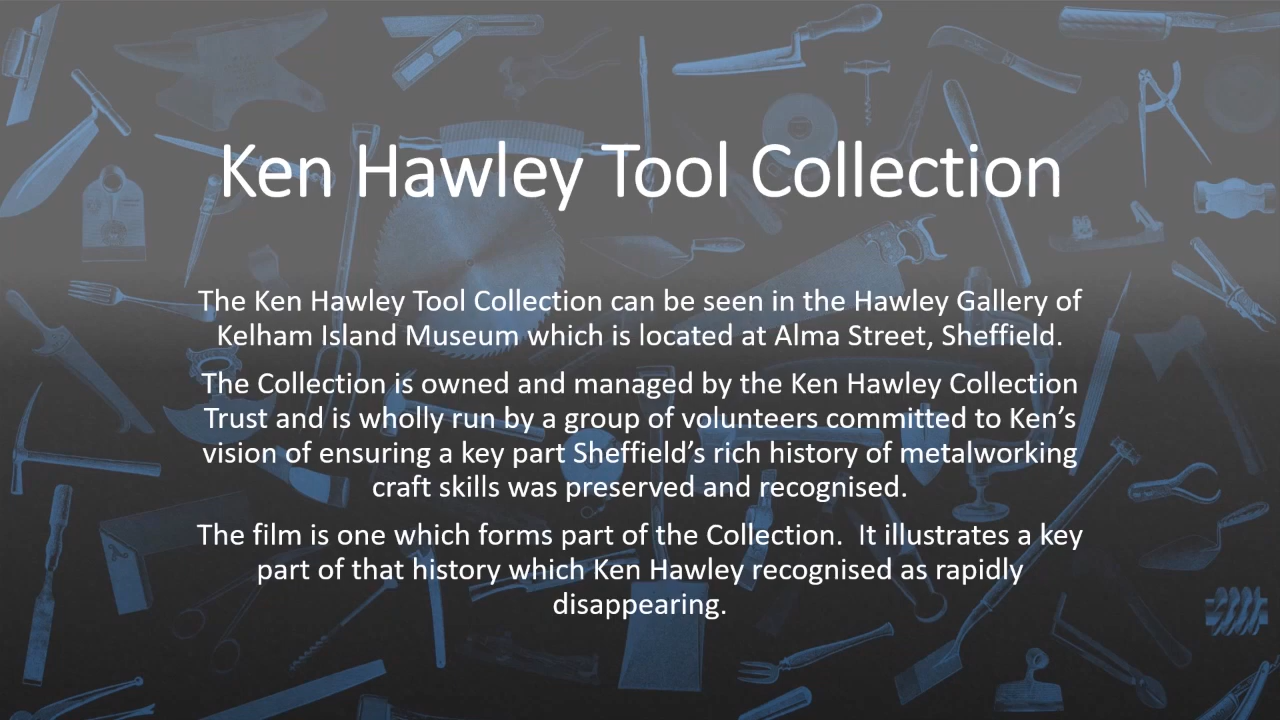 Ken Hawley Tool Collection
The Ken Hawley Tool Collection can be seen in the Hawley Gallery of
Kelham Island Museum which is located at Alma Street, Sheffield.
The Collection is owned and managed by the Ken Hawley Collection
Trust and is wholly run by a group of volunteers committed to Ken’s
vision of ensuring a key part Sheffield’s rich history of metalworking
craft skills was preserved and recognised.
The film is one which forms part of the Collection.  It illustrates a key
part of that history which Ken Hawley recognised as rapidly
disappearing.